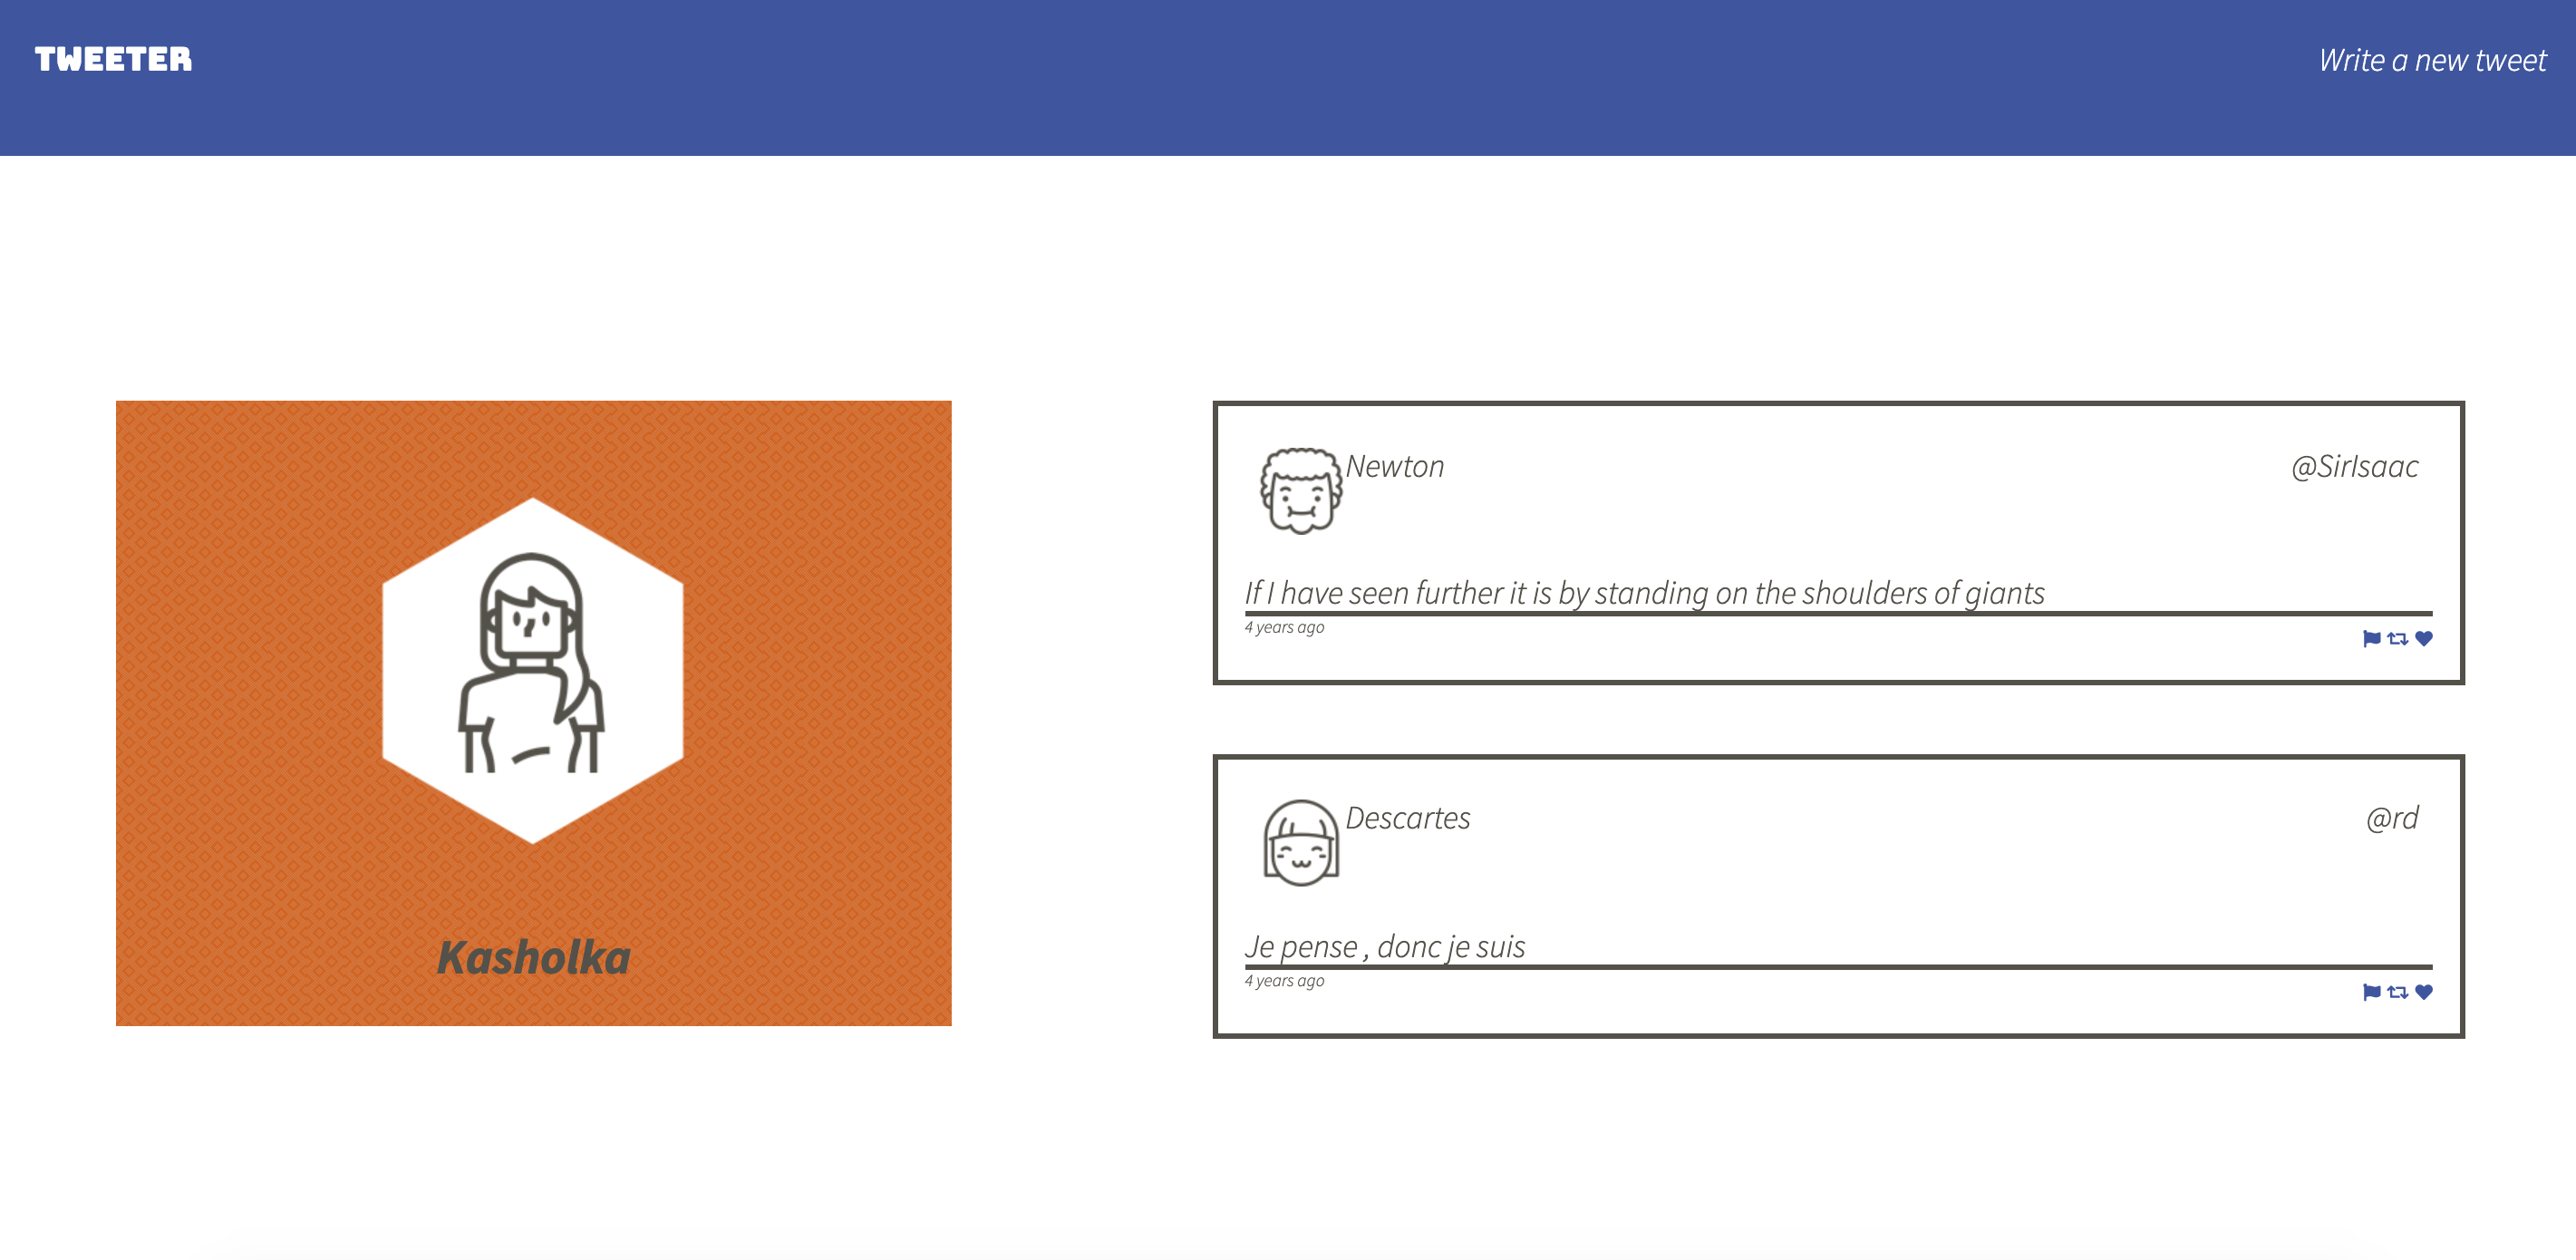 TWEETER
Write a new tweet
Kasholka
Newton
@SirIsaac
If I have seen further it is by standing on the shoulders of giants
4 years ago
Descartes
@rd
Je pense , donc je suis
4 years ago